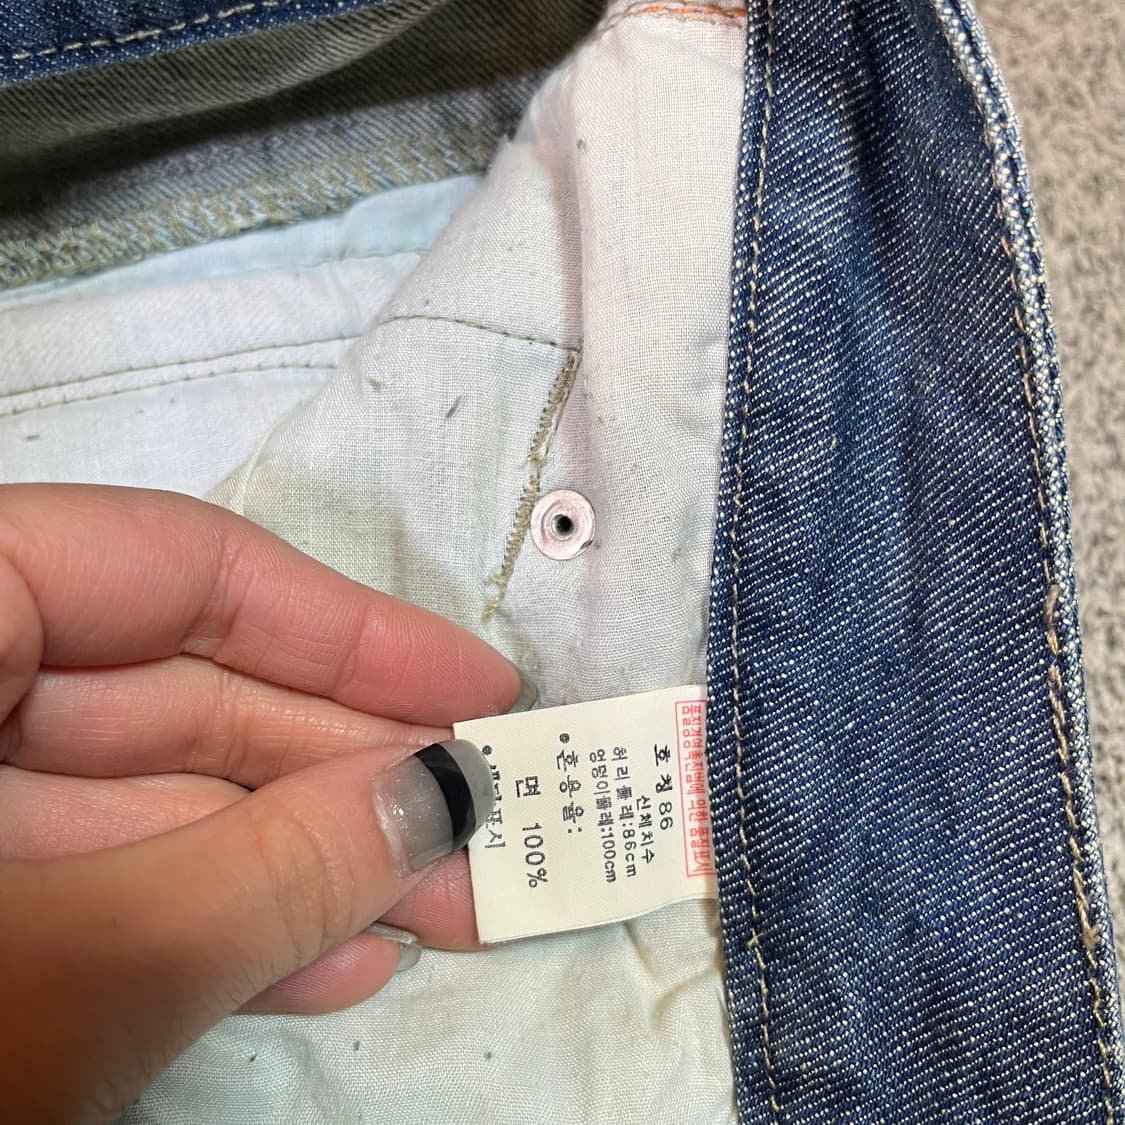 품질경영촉진법에 의한 품질표시
호칭 86
신체치수
허리둘레:86cm
엉덩이둘레:100cm
● 혼용율:
면 100%